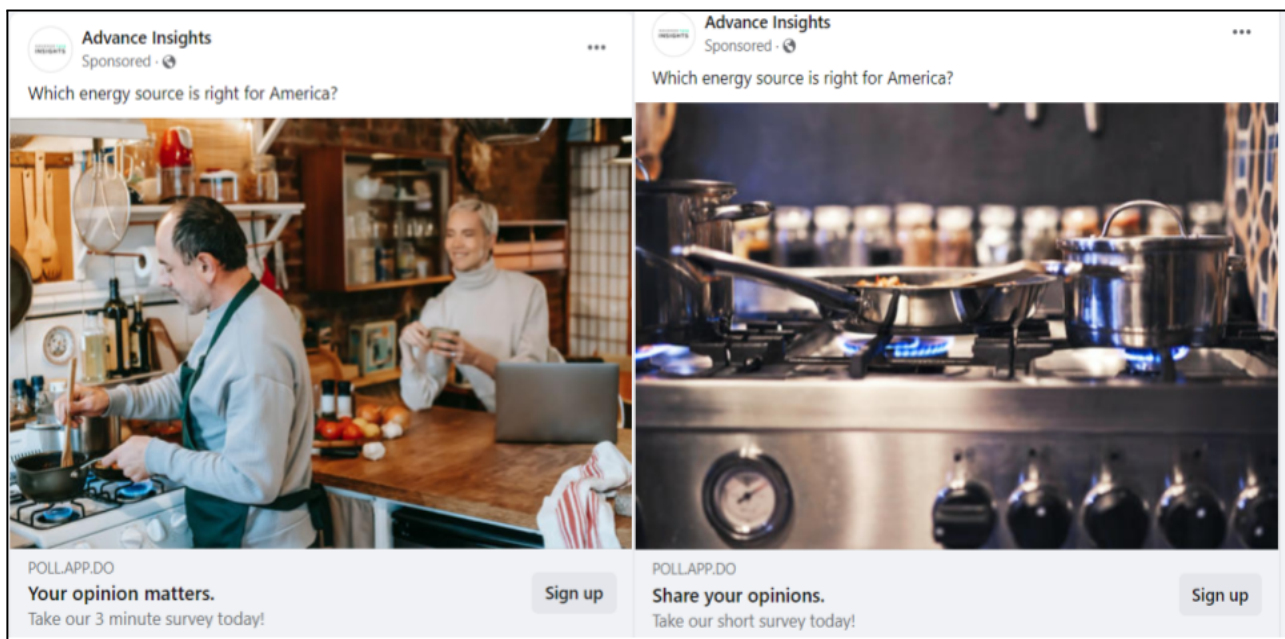 Advance Insights
Sponsored ·
Which energy source is right for America?
POLL.APP.DO
Your opinion matters.
Take our 3 minute survey today!
Sign up
Advance Insights
Sponsored ·
Which energy source is right for America?
POLL.APP.DO
Share your opinions.
Take our short survey today!
Sign up